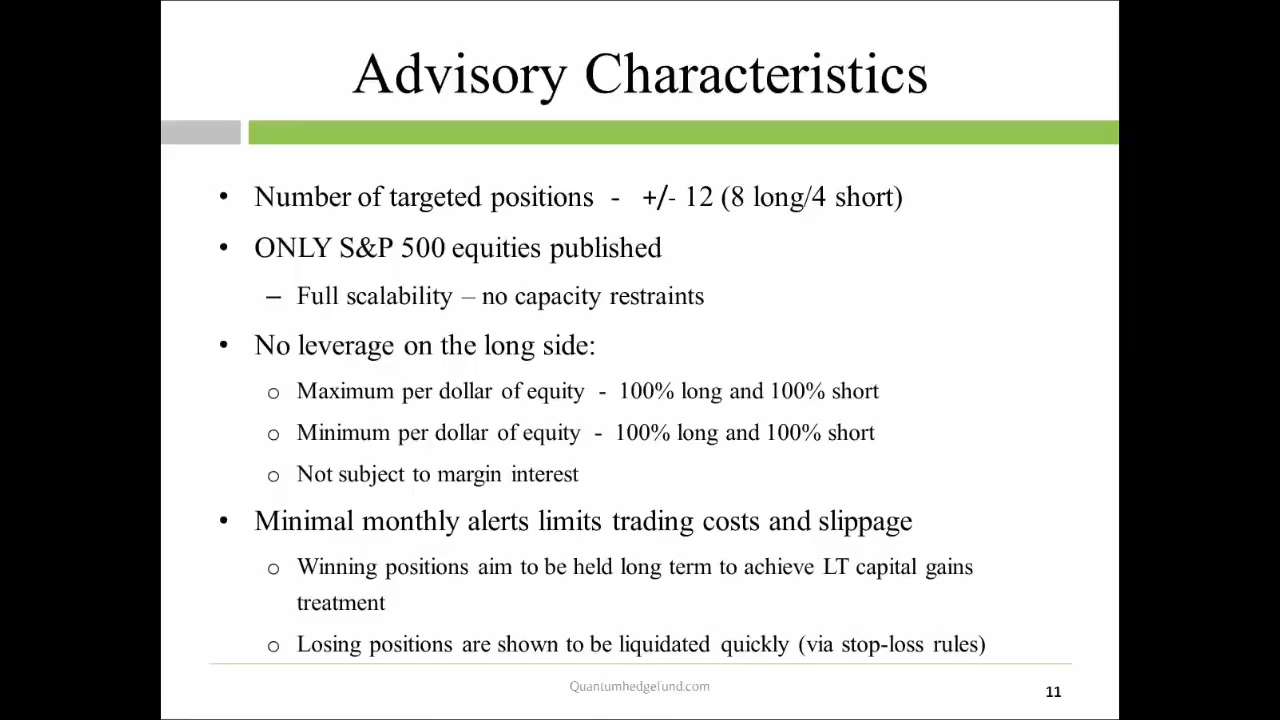 Advisory Characteristics
• Number of targeted positions - +/- 12 (8 long/4 short)
• ONLY S&P 500 equities published
– Full scalability – no capacity restraints
• No leverage on the long side:
o Maximum per dollar of equity - 100% long and 100% short
o Minimum per dollar of equity - 100% long and 100% short
o Not subject to margin interest
• Minimal monthly alerts limits trading costs and slippage
o Winning positions aim to be held long term to achieve LT capital gains
treatment
o Losing positions are shown to be liquidated quickly (via stop-loss rules)
Quantumhedgefund.com
11